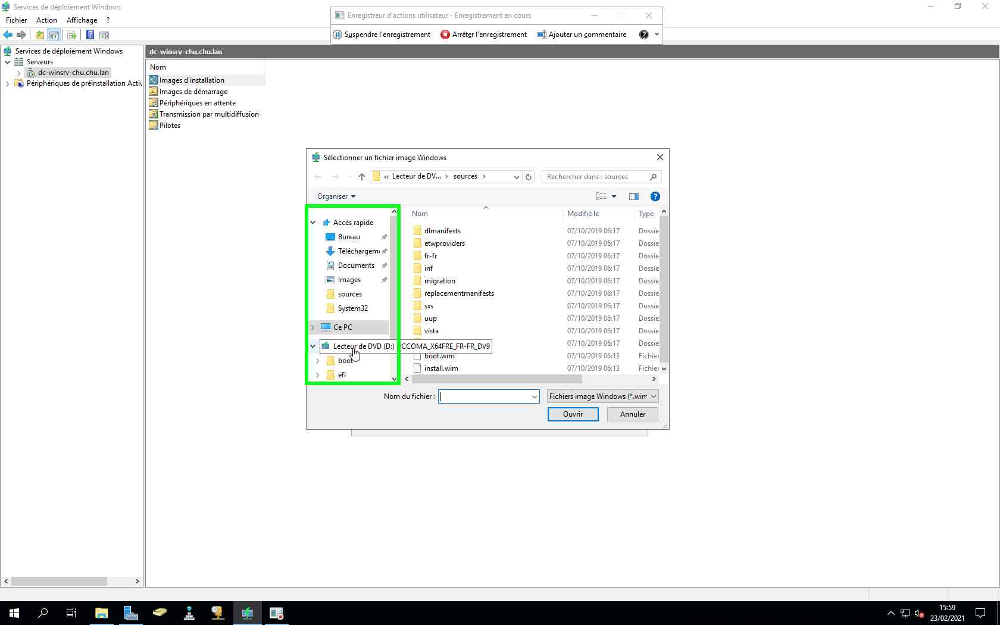 Services de déploiement Windows
Fichier Action Affichage ?
Enregistreur d'actions utilisateur - Enregistrement en cours
Suspendre l'enregistrement Arrêter l'enregistrement Ajouter un commentaire
Services de déploiement Windows
Serveurs
dc-winsrv-chu.chu.lan
Périphériques de préinstallation Activ
dc-winsrv-chu.chu.lan
Nom
Images d'installation
Images de démarrage
Périphériques en attente
Transmission par multidiffusion
Pilotes
Sélectionner un fichier image Windows
« Lecteur de DV... > sources >
Rechercher dans : sources
Organiser
Accès rapide
Bureau
Téléchargem
Documents
Images
sources
System32
Ce PC
Lecteur de DVD (D:) CCOMA_X64FRE_FR-FR_DV9
boot
efi
Nom Modifié le Type
dlmanifests 07/10/2019 06:17 Dossie
etwproviders 07/10/2019 06:17 Dossie
fr-fr 07/10/2019 06:17 Dossie
inf 07/10/2019 06:17 Dossie
migration 07/10/2019 06:17 Dossie
replacementmanifests 07/10/2019 06:17 Dossie
sxs 07/10/2019 06:17 Dossie
uup 07/10/2019 06:17 Dossie
vista 07/10/2019 06:17 Dossie
07/10/2019 06:17 Dossie
boot.wim 07/10/2019 06:13 Fichier
install.wim 07/10/2019 06:13 Fichier
Nom du fichier :
Fichiers image Windows (*.wim
Ouvrir Annuler
15:59
23/02/2021